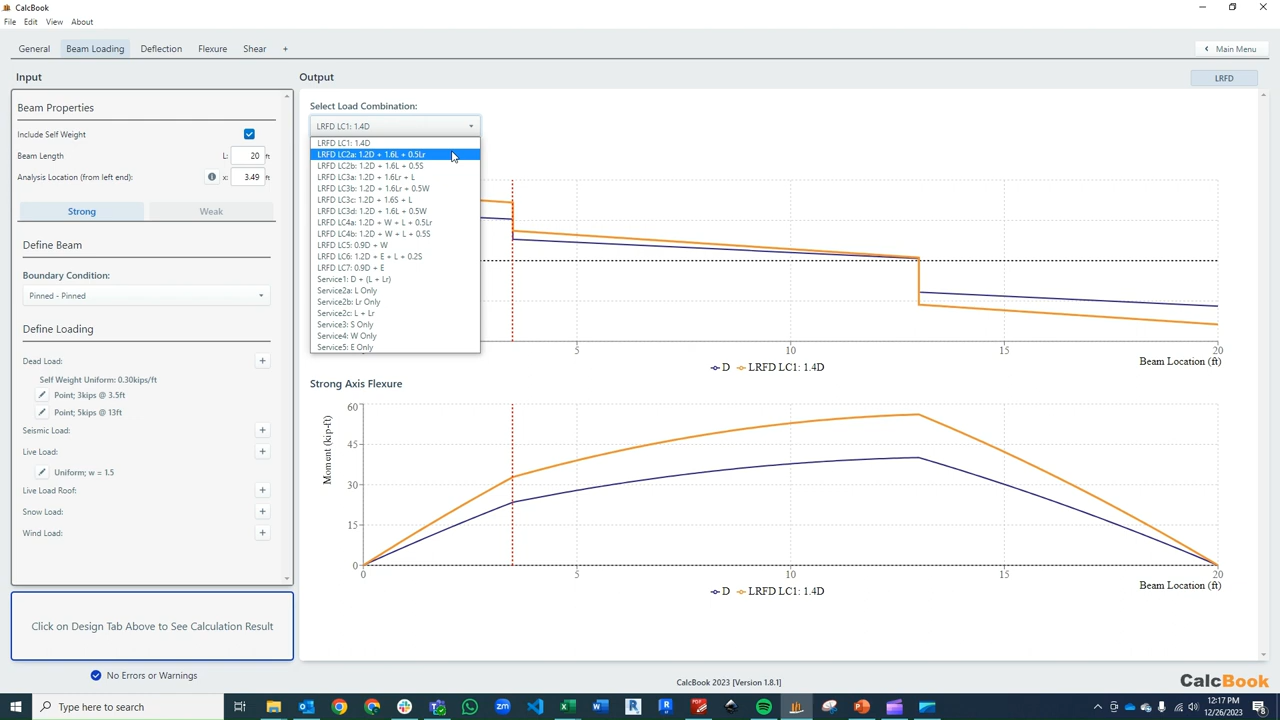 CalcBook
File Edit View About
General Beam Loading Deflection Flexure Shear +
Main Menu
Input
Beam Properties
Include Self Weight
Beam Length L: 20 ft
Analysis Location (from left end): x: 3.49 ft
Strong Weak
Define Beam
Boundary Condition:
Pinned - Pinned
Define Loading
Dead Load: +
Self Weight Uniform: 0.30kips/ft
Point; 3kips @ 3.5ft
Point; 5kips @ 13ft
Seismic Load: +
Live Load: +
Uniform; w = 1.5
Live Load Roof: +
Snow Load: +
Wind Load: +
Click on Design Tab Above to See Calculation Result
No Errors or Warnings
Output
LRFD
Select Load Combination:
LRFD LC1: 1.4D
LRFD LC1: 1.4D
LRFD LC2a: 1.2D + 1.6L + 0.5Lr
LRFD LC2b: 1.2D + 1.6L + 0.5S
LRFD LC3a: 1.2D + 1.6Lr + L
LRFD LC3b: 1.2D + 1.6Lr + 0.5W
LRFD LC3c: 1.2D + 1.6S + L
LRFD LC3d: 1.2D + 1.6L + 0.5W
LRFD LC4a: 1.2D + W + L + 0.5Lr
LRFD LC4b: 1.2D + W + L + 0.5S
LRFD LC5: 0.9D + W
LRFD LC6: 1.2D + E + L + 0.2S
LRFD LC7: 0.9D + E
Service1: D + (L + Lr)
Service2a: L Only
Service2b: Lr Only
Service2c: L + Lr
Service3: S Only
Service4: W Only
Service5: E Only
5 10 15 20
Beam Location (ft)
D LRFD LC1: 1.4D
Strong Axis Flexure
Moment (kip-ft)
60
45
30
15
0
0 5 10 15 20
Beam Location (ft)
D LRFD LC1: 1.4D
CalcBook 2023 [Version 1.8.1]
CalcBook
Type here to search
12:17 PM
12/26/2023